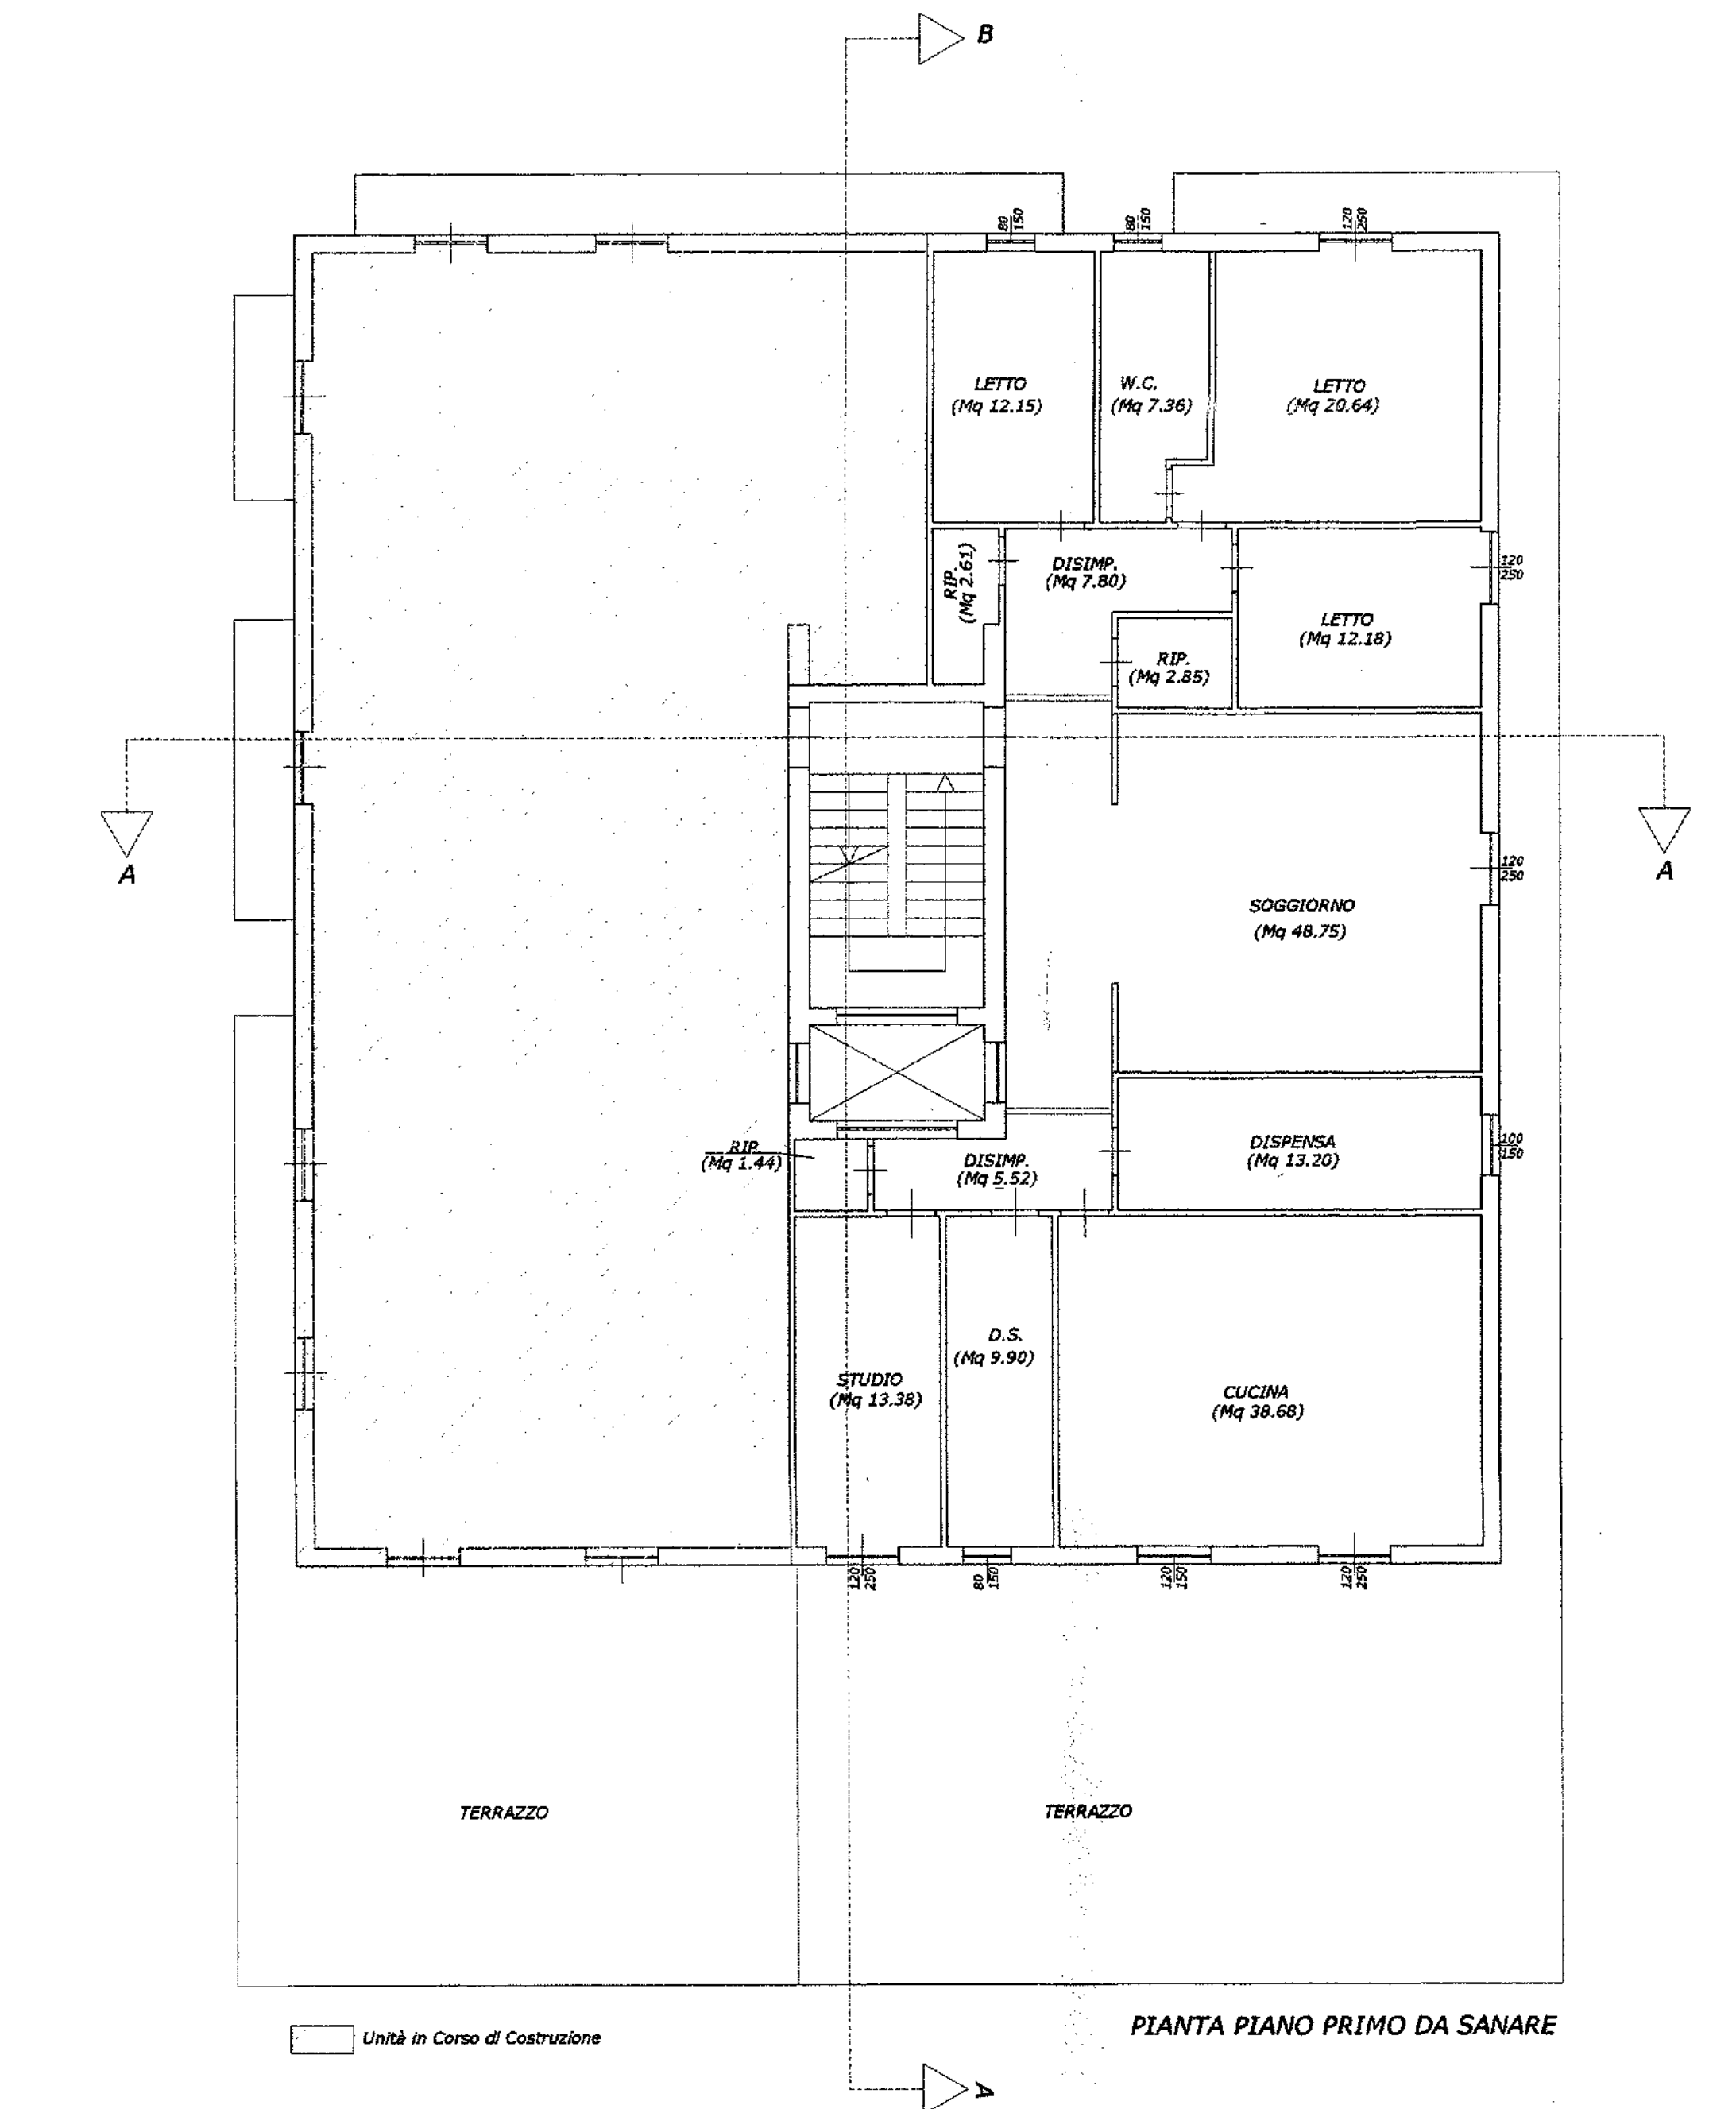 B
80
150
80
150
120
250
LETTO
(Mq 12.15)
W.C.
(Mq 7.36)
LETTO
(Mq 20.64)
RIP.
(Mq 2.61)
DISIMP.
(Mq 7.80)
120
250
LETTO
(Mq 12.18)
RIP.
(Mq 2.85)
A
A
120
250
SOGGIORNO
(Mq 48.75)
RIP.
(Mq 1.44)
DISIMP.
(Mq 5.52)
DISPENSA
(Mq 13.20)
100
150
D.S.
(Mq 9.90)
STUDIO
(Mq 13.38)
CUCINA
(Mq 38.68)
120
250
80
150
120
150
120
250
TERRAZZO
TERRAZZO
Unità in Corso di Costruzione
PIANTA PIANO PRIMO DA SANARE
A